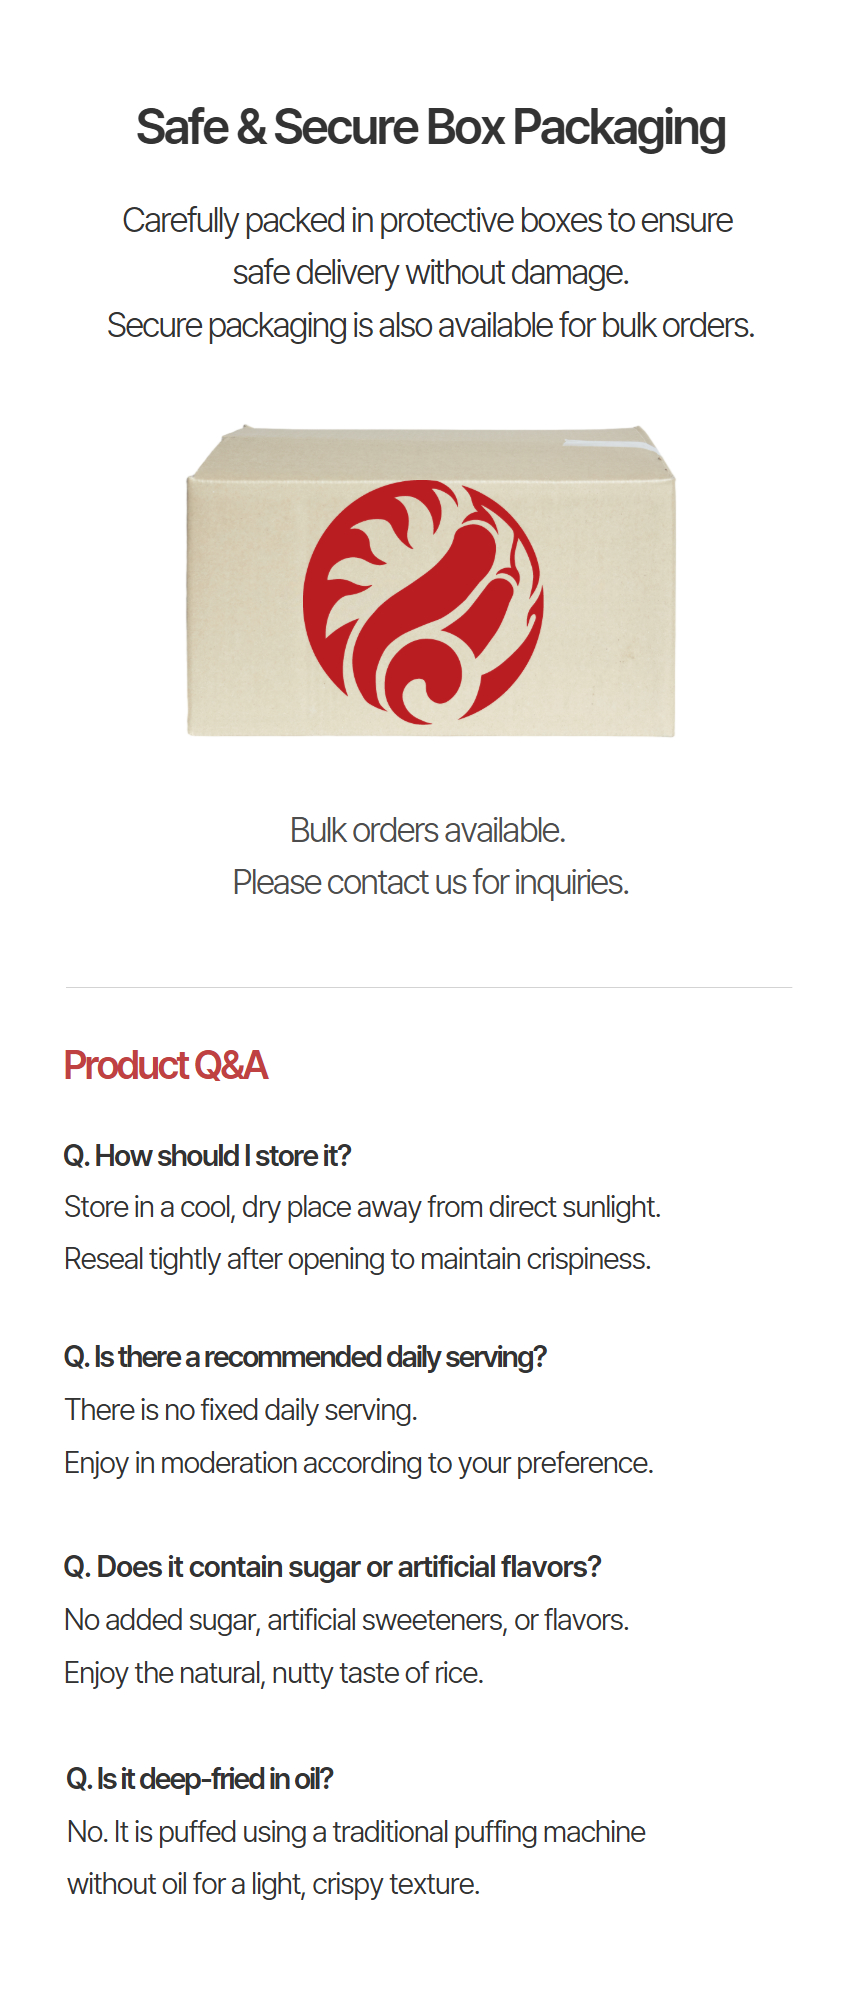 Safe & Secure Box Packaging
Carefully packed in protective boxes to ensure
safe delivery without damage.
Secure packaging is also available for bulk orders.
Bulk orders available.
Please contact us for inquiries.
Product Q&A
Q. How should I store it?
Store in a cool, dry place away from direct sunlight.
Reseal tightly after opening to maintain crispiness.
Q. Is there a recommended daily serving?
There is no fixed daily serving.
Enjoy in moderation according to your preference.
Q. Does it contain sugar or artificial flavors?
No added sugar, artificial sweeteners, or flavors.
Enjoy the natural, nutty taste of rice.
Q. Is it deep-fried in oil?
No. It is puffed using a traditional puffing machine
without oil for a light, crispy texture.